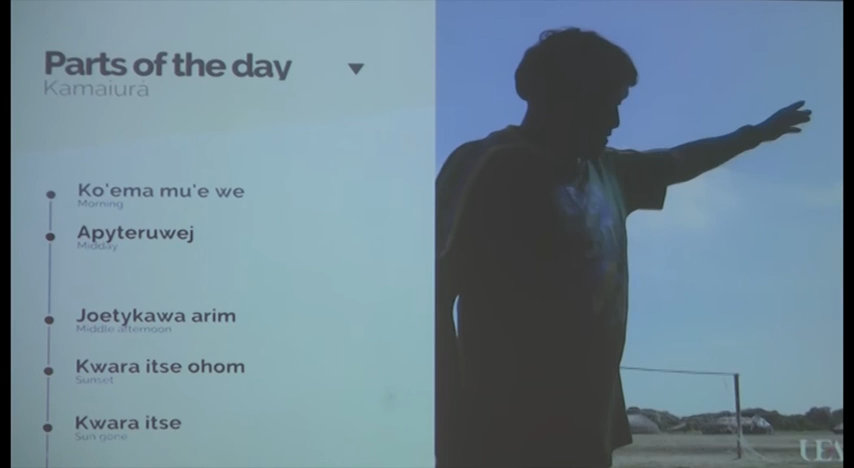 Parts of the day
Kamaiurá
Ko'ema mu'e we
Morning
Apyteruwej
Midday
Joetykawa arim
Middle afternoon
Kwara itse ohom
Sunset
Kwara itse
Sun gone